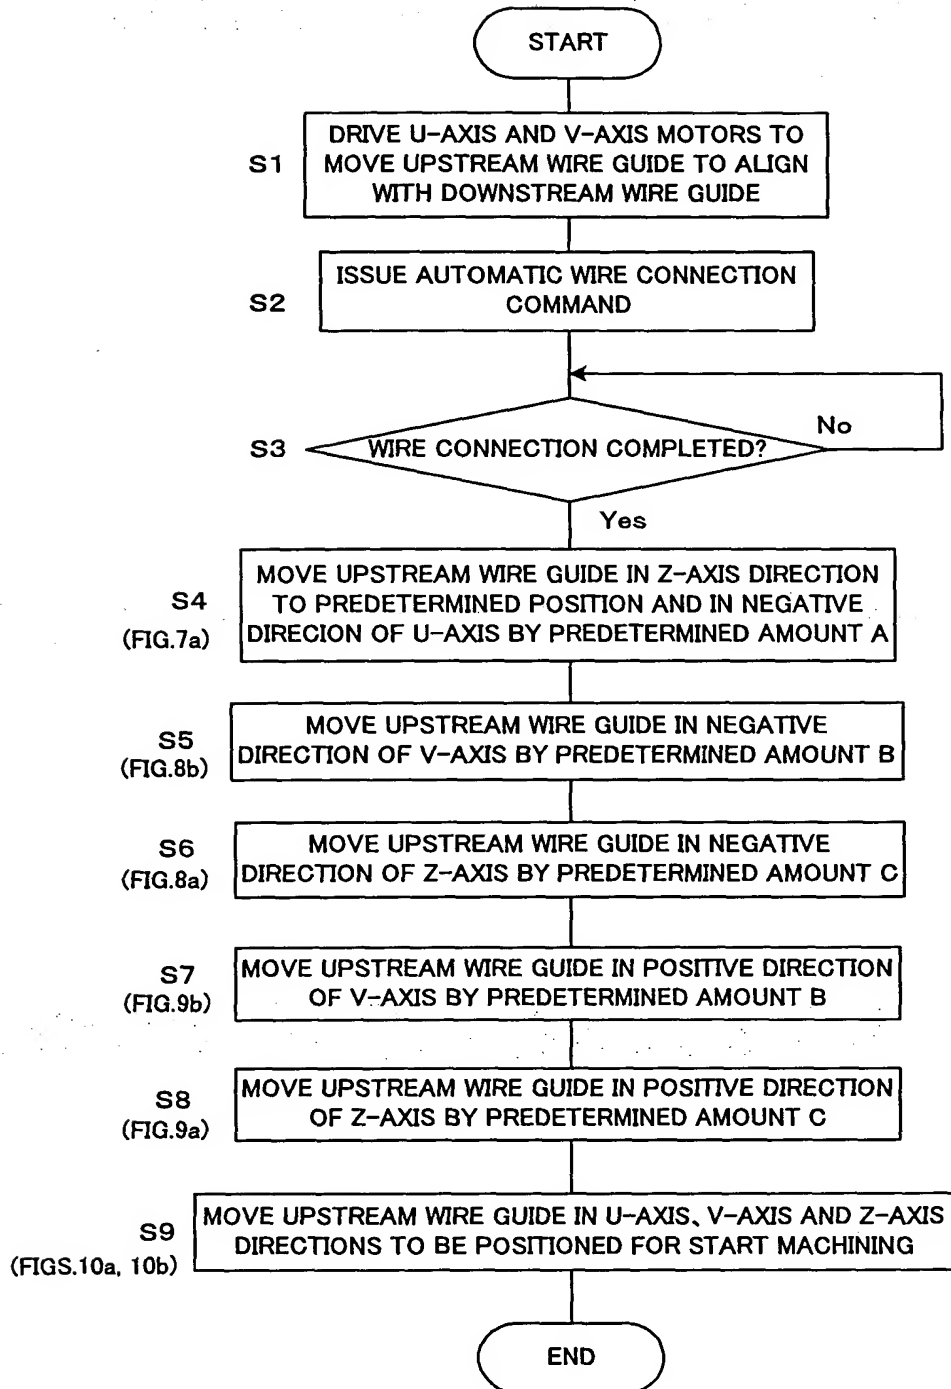 START
S1
DRIVE U-AXIS AND V-AXIS MOTORS TO
MOVE UPSTREAM WIRE GUIDE TO ALIGN
WITH DOWNSTREAM WIRE GUIDE
S2
ISSUE AUTOMATIC WIRE CONNECTION
COMMAND
S3
WIRE CONNECTION COMPLETED?
No
Yes
S4
(FIG.7a)
MOVE UPSTREAM WIRE GUIDE IN Z-AXIS DIRECTION
TO PREDETERMINED POSITION AND IN NEGATIVE
DIRECION OF U-AXIS BY PREDETERMINED AMOUNT A
S5
(FIG.8b)
MOVE UPSTREAM WIRE GUIDE IN NEGATIVE
DIRECTION OF V-AXIS BY PREDETERMINED AMOUNT B
S6
(FIG.8a)
MOVE UPSTREAM WIRE GUIDE IN NEGATIVE
DIRECTION OF Z-AXIS BY PREDETERMINED AMOUNT C
S7
(FIG.9b)
MOVE UPSTREAM WIRE GUIDE IN POSITIVE DIRECTION
OF V-AXIS BY PREDETERMINED AMOUNT B
S8
(FIG.9a)
MOVE UPSTREAM WIRE GUIDE IN POSITIVE DIRECTION
OF Z-AXIS BY PREDETERMINED AMOUNT C
S9
(FIGS.10a, 10b)
MOVE UPSTREAM WIRE GUIDE IN U-AXIS、V-AXIS AND Z-AXIS
DIRECTIONS TO BE POSITIONED FOR START MACHINING
END